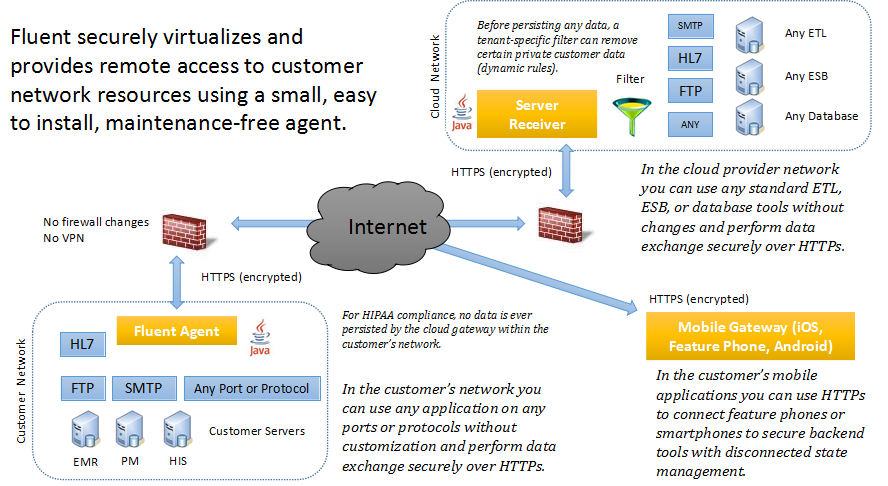 Fluent securely virtualizes and
provides remote access to customer
network resources using a small, easy
to install, maintenance-free agent.
Cloud Network
Before persisting any data, a
tenant-specific filter can remove
certain private customer data
(dynamic rules).
Filter
Java
Server
Receiver
SMTP
HL7
FTP
ANY
Any ETL
Any ESB
Any Database
HTTPS (encrypted)
In the cloud provider network
you can use any standard ETL,
ESB, or database tools without
changes and perform data
exchange securely over HTTPs.
No firewall changes
No VPN
Internet
HTTPS (encrypted)
HTTPS (encrypted)
Mobile Gateway (iOS,
Feature Phone, Android)
In the customer's mobile
applications you can use HTTPs
to connect feature phones or
smartphones to secure backend
tools with disconnected state
management.
Customer Network
Fluent Agent
Java
HL7
FTP
SMTP
Any Port or Protocol
Customer Servers
EMR
PM
HIS
For HIPAA compliance, no data is ever
persisted by the cloud gateway within the
customer's network.
In the customer's network you
can use any application on any
ports or protocols without
customization and perform data
exchange securely over HTTPs.